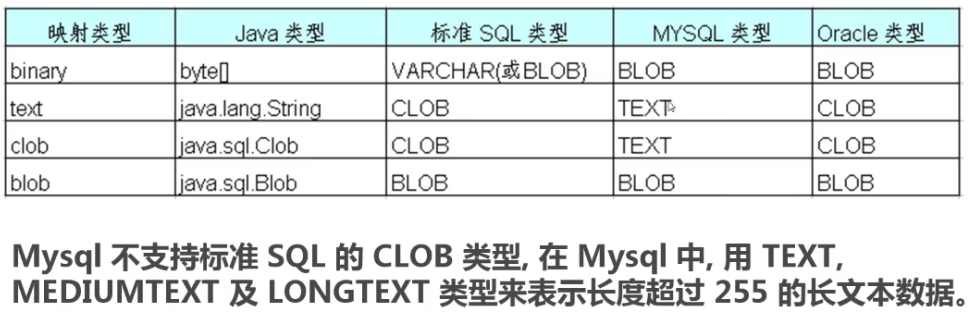 映射类型 Java 类型 标准 SQL 类型 MYSQL 类型 Oracle 类型
binary byte[] VARCHAR(或BLOB) BLOB BLOB
text java.lang.String CLOB TEXT CLOB
clob java.sql.Clob CLOB TEXT CLOB
blob java.sql.Blob BLOB BLOB BLOB
Mysql 不支持标准 SQL 的 CLOB 类型, 在 Mysql 中, 用 TEXT,
MEDIUMTEXT 及 LONGTEXT 类型来表示长度超过 255 的长文本数据。